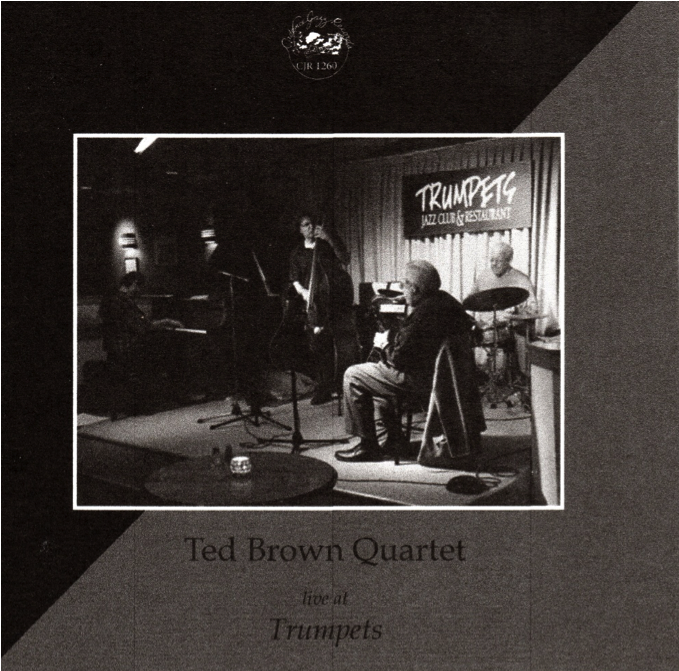 CJR 1260
TRUMPETS
JAZZ CLUB & RESTAURANT
Ted Brown Quartet
live at
Trumpets